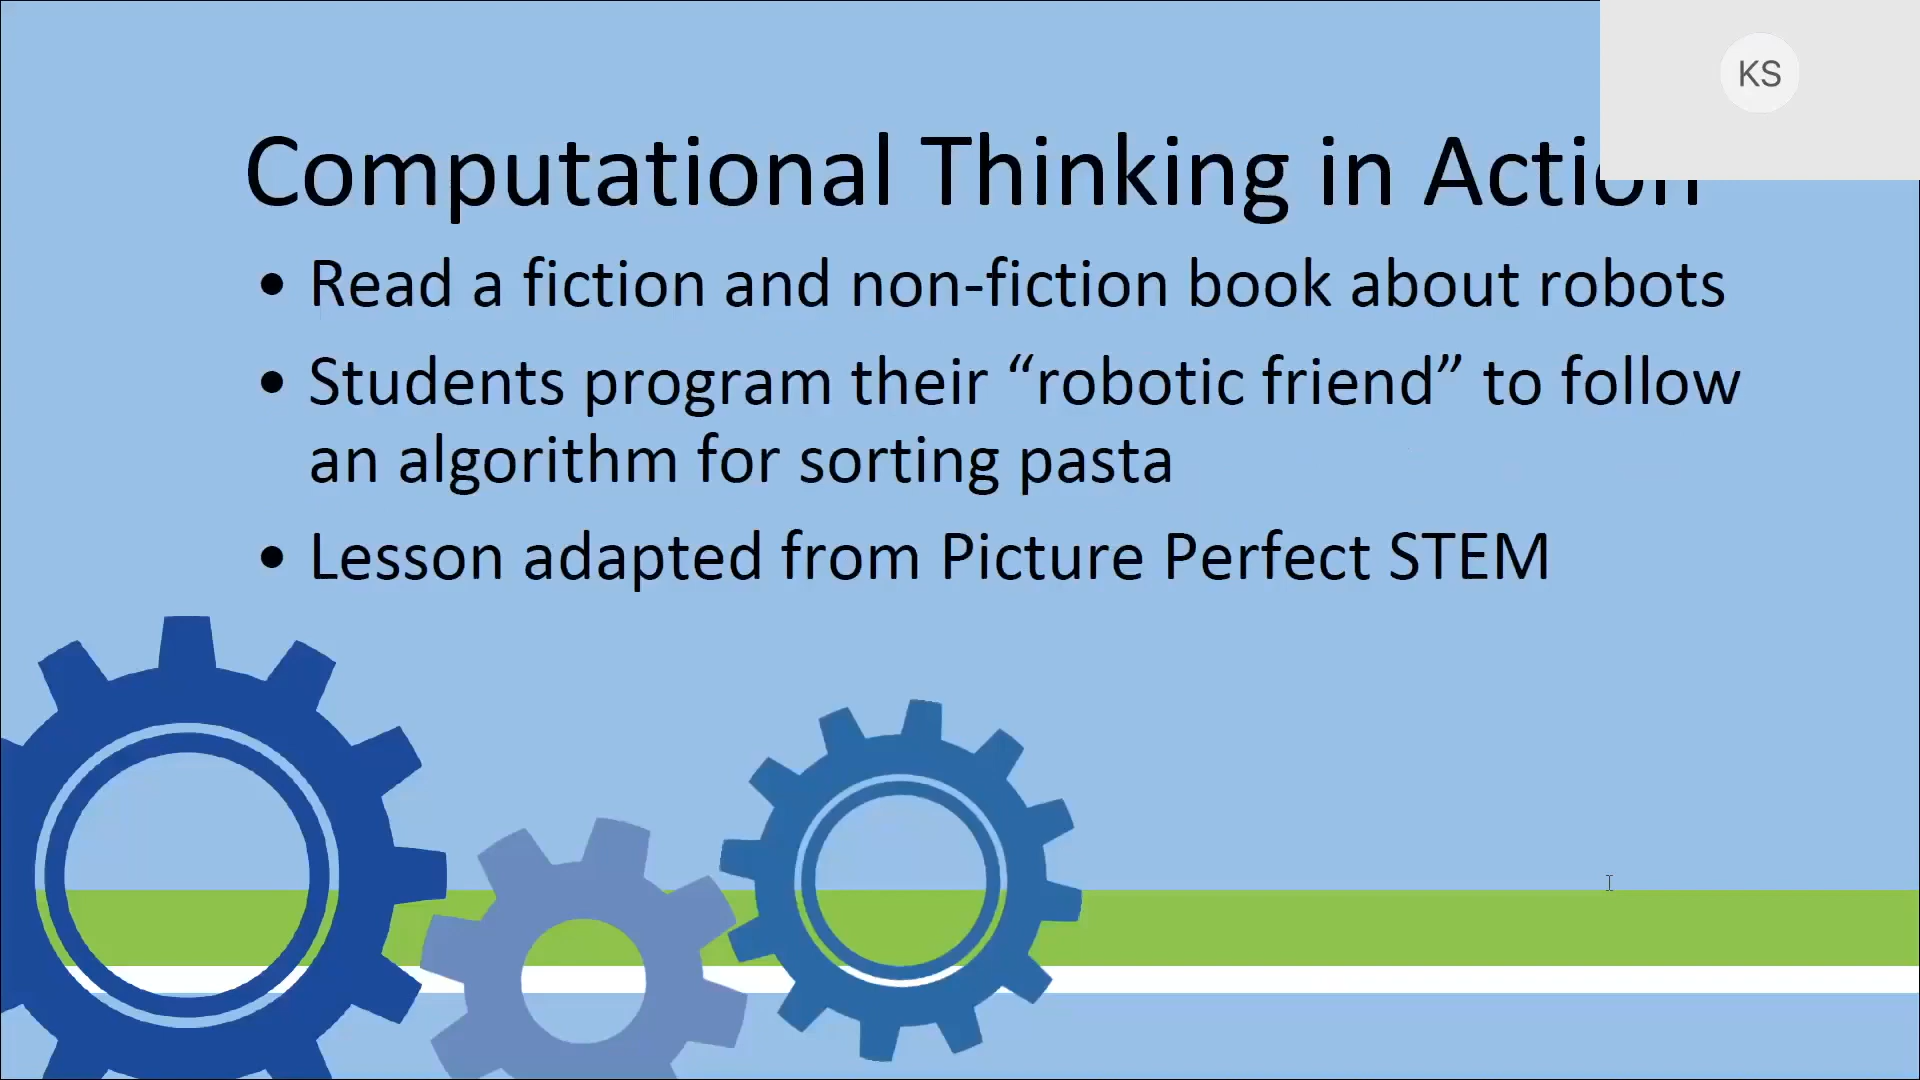 KS
Computational Thinking in Action
• Read a fiction and non-fiction book about robots
• Students program their “robotic friend” to follow
an algorithm for sorting pasta
• Lesson adapted from Picture Perfect STEM